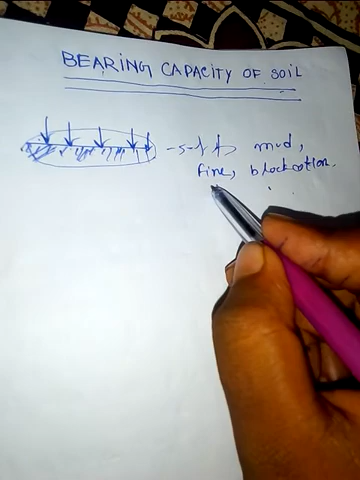 BEARING CAPACITY OF SOIL
mud,
fine, blackcotton.